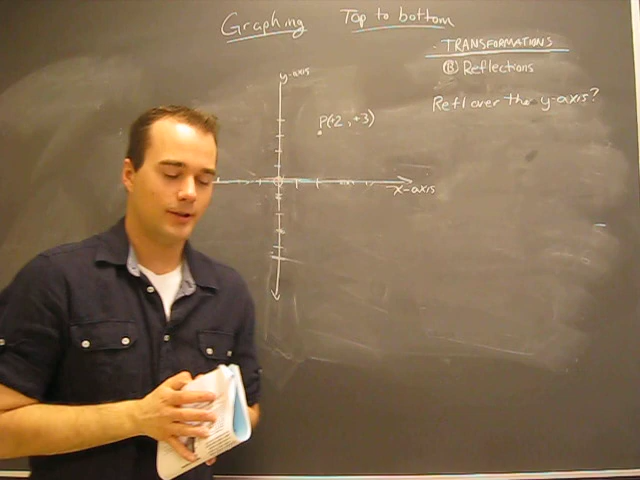 Graphing Top to bottom
- TRANSFORMATIONS
Ⓑ Reflections
Refl over the y-axis?
y-axis
P(+2, +3)
x-axis